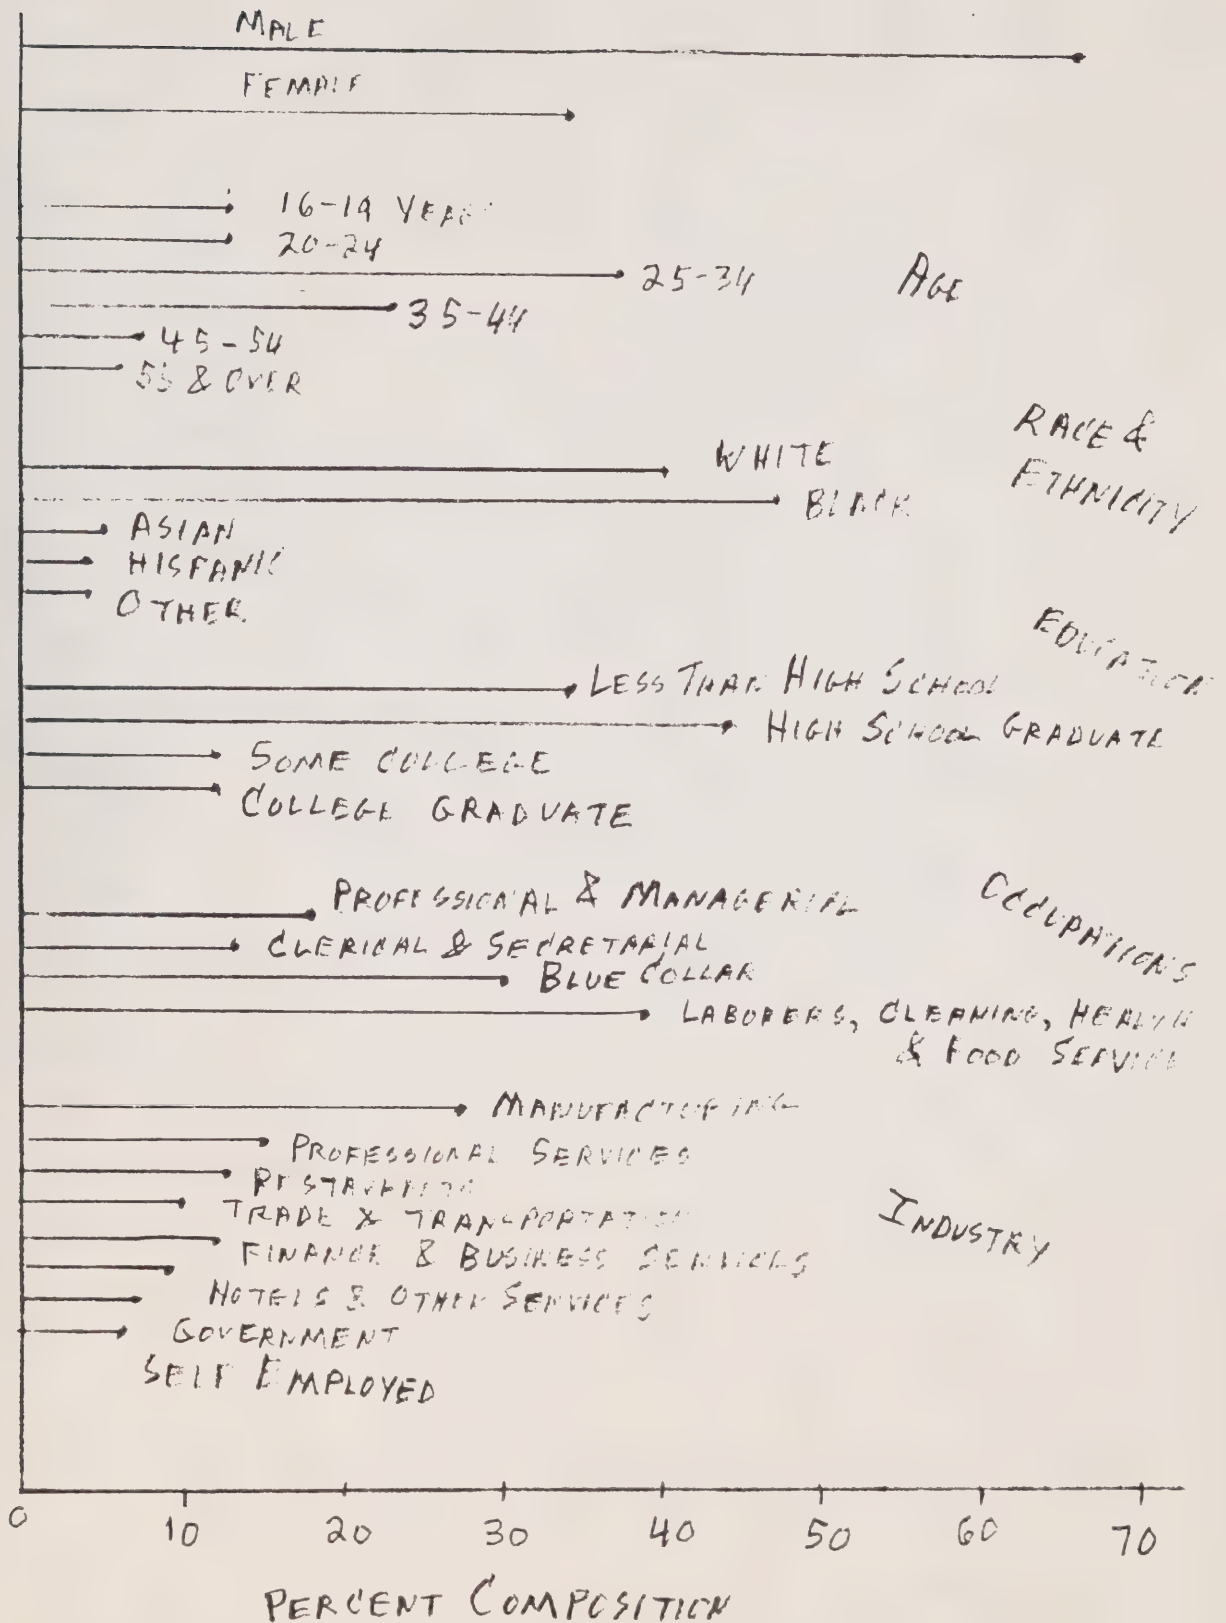 MALE
FEMALE
16-19 YEARS
20-24
25-34
AGE
35-44
45-54
55 & OVER
RACE &
ETHNICITY
WHITE
BLACK
ASIAN
HISPANIC
OTHER
EDUCATION
LESS THAN HIGH SCHOOL
HIGH SCHOOL GRADUATE
SOME COLLEGE
COLLEGE GRADUATE
OCCUPATIONS
PROFESSIONAL & MANAGERIAL
CLERICAL & SECRETARIAL
BLUE COLLAR
LABORERS, CLEANING, HEALTH
& FOOD SERVICE
MANUFACTURING
PROFESSIONAL SERVICES
RESTAURANTS
TRADE & TRANSPORTATION
INDUSTRY
FINANCE & BUSINESS SERVICES
HOTELS & OTHER SERVICES
GOVERNMENT
SELF EMPLOYED
0 10 20 30 40 50 60 70
PERCENT COMPOSITION